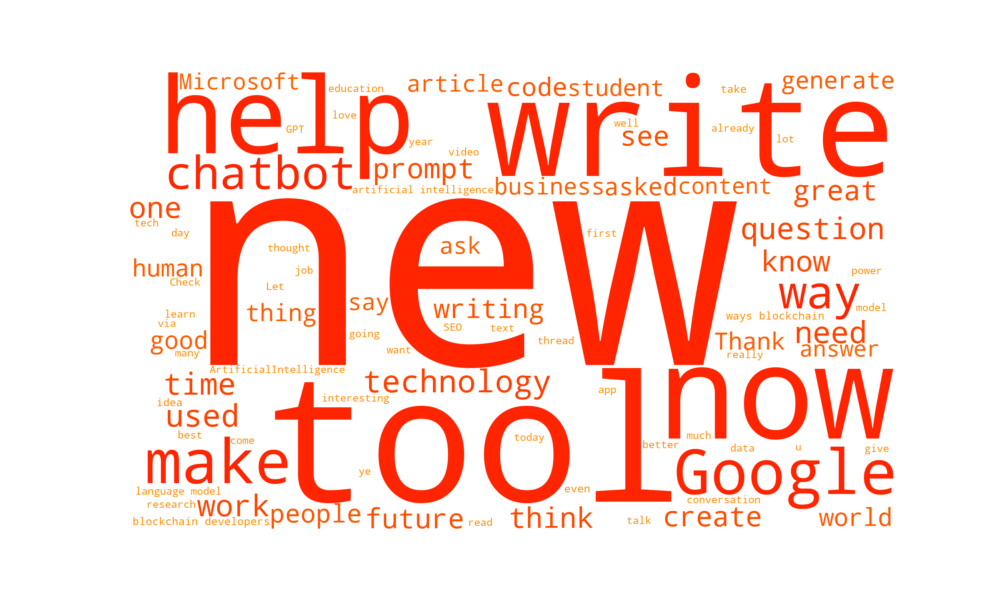 Microsoft education article code student take generate
help love write
GPT well already
year see lot
chatbot video
prompt
artificial intelligence business asked content great
one new
tech day first question
thought ask
human job know power
Check Let way model
learn thing say writing ways blockchain
via SEO text need
good going thread Thank
many want really answer
ArtificialIntelligence
time technology now
idea interesting app
used tool
best come today much
better data u give
make ye Google
language model even
research work conversation
blockchain developers people future read think talk create world